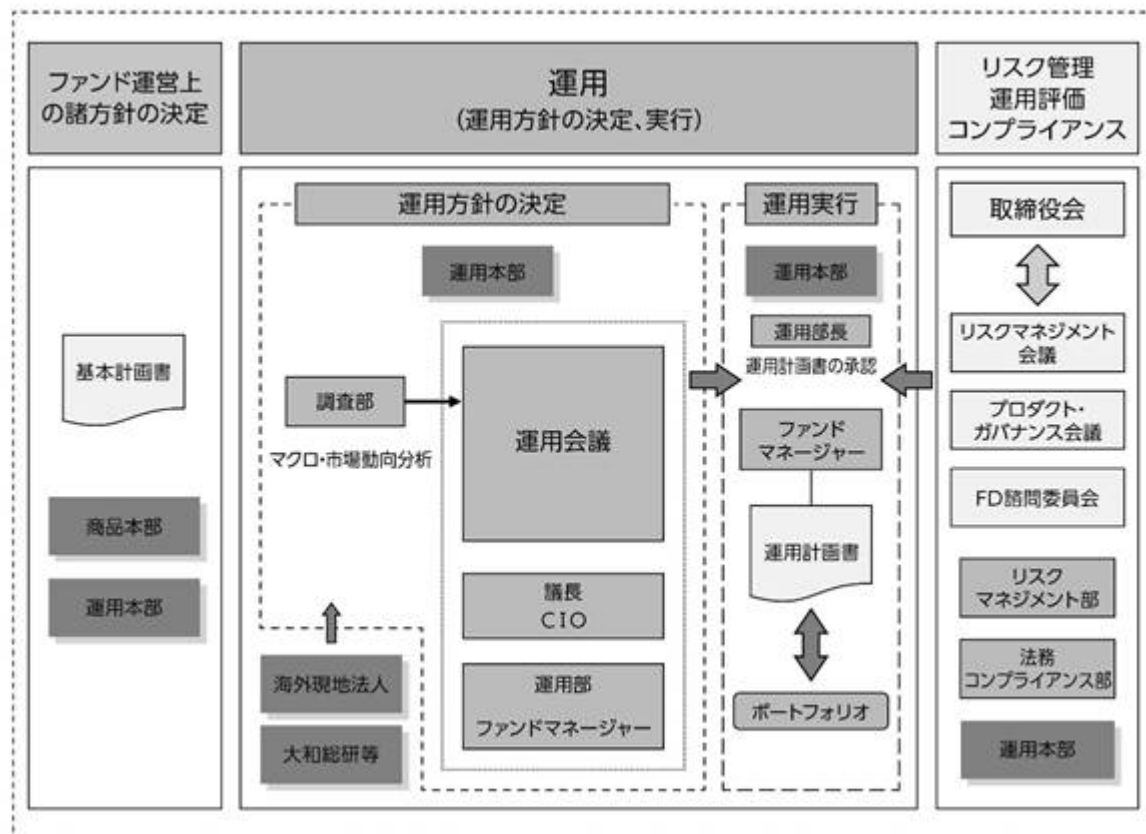 ファンド運営上
の諸方針の決定
運用
(運用方針の決定、実行)
リスク管理
運用評価
コンプライアンス
基本計画書
商品本部
運用本部
運用方針の決定
運用本部
調査部
マクロ・市場動向分析
運用会議
議長
CIO
運用部
ファンドマネージャー
海外現地法人
大和総研等
運用実行
運用本部
運用部長
運用計画書の承認
ファンド
マネージャー
運用計画書
ポートフォリオ
取締役会
リスクマネジメント
会議
プロダクト・
ガバナンス会議
FD諮問委員会
リスク
マネジメント部
法務
コンプライアンス部
運用本部